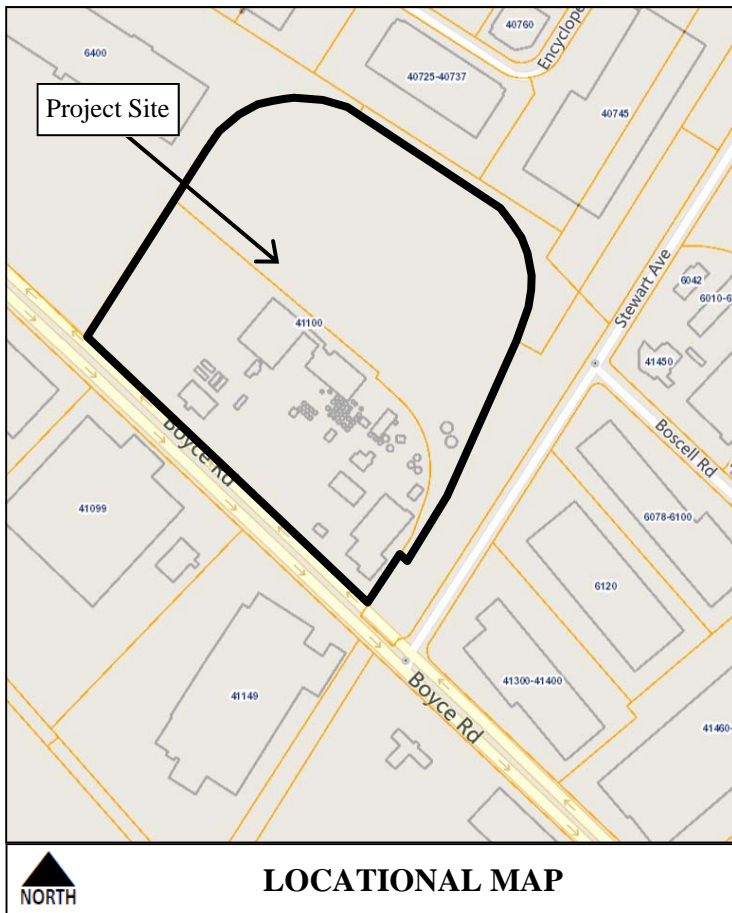 40760
Encyclope
6400
40725-40737
40745
Project Site
Stewart Ave
6042
6010-6
41100
41450
Boyce Rd
Boscell Rd
41099
6078-6100
6120
41149
41300-41400
Boyce Rd
41460-
NORTH
LOCATIONAL MAP